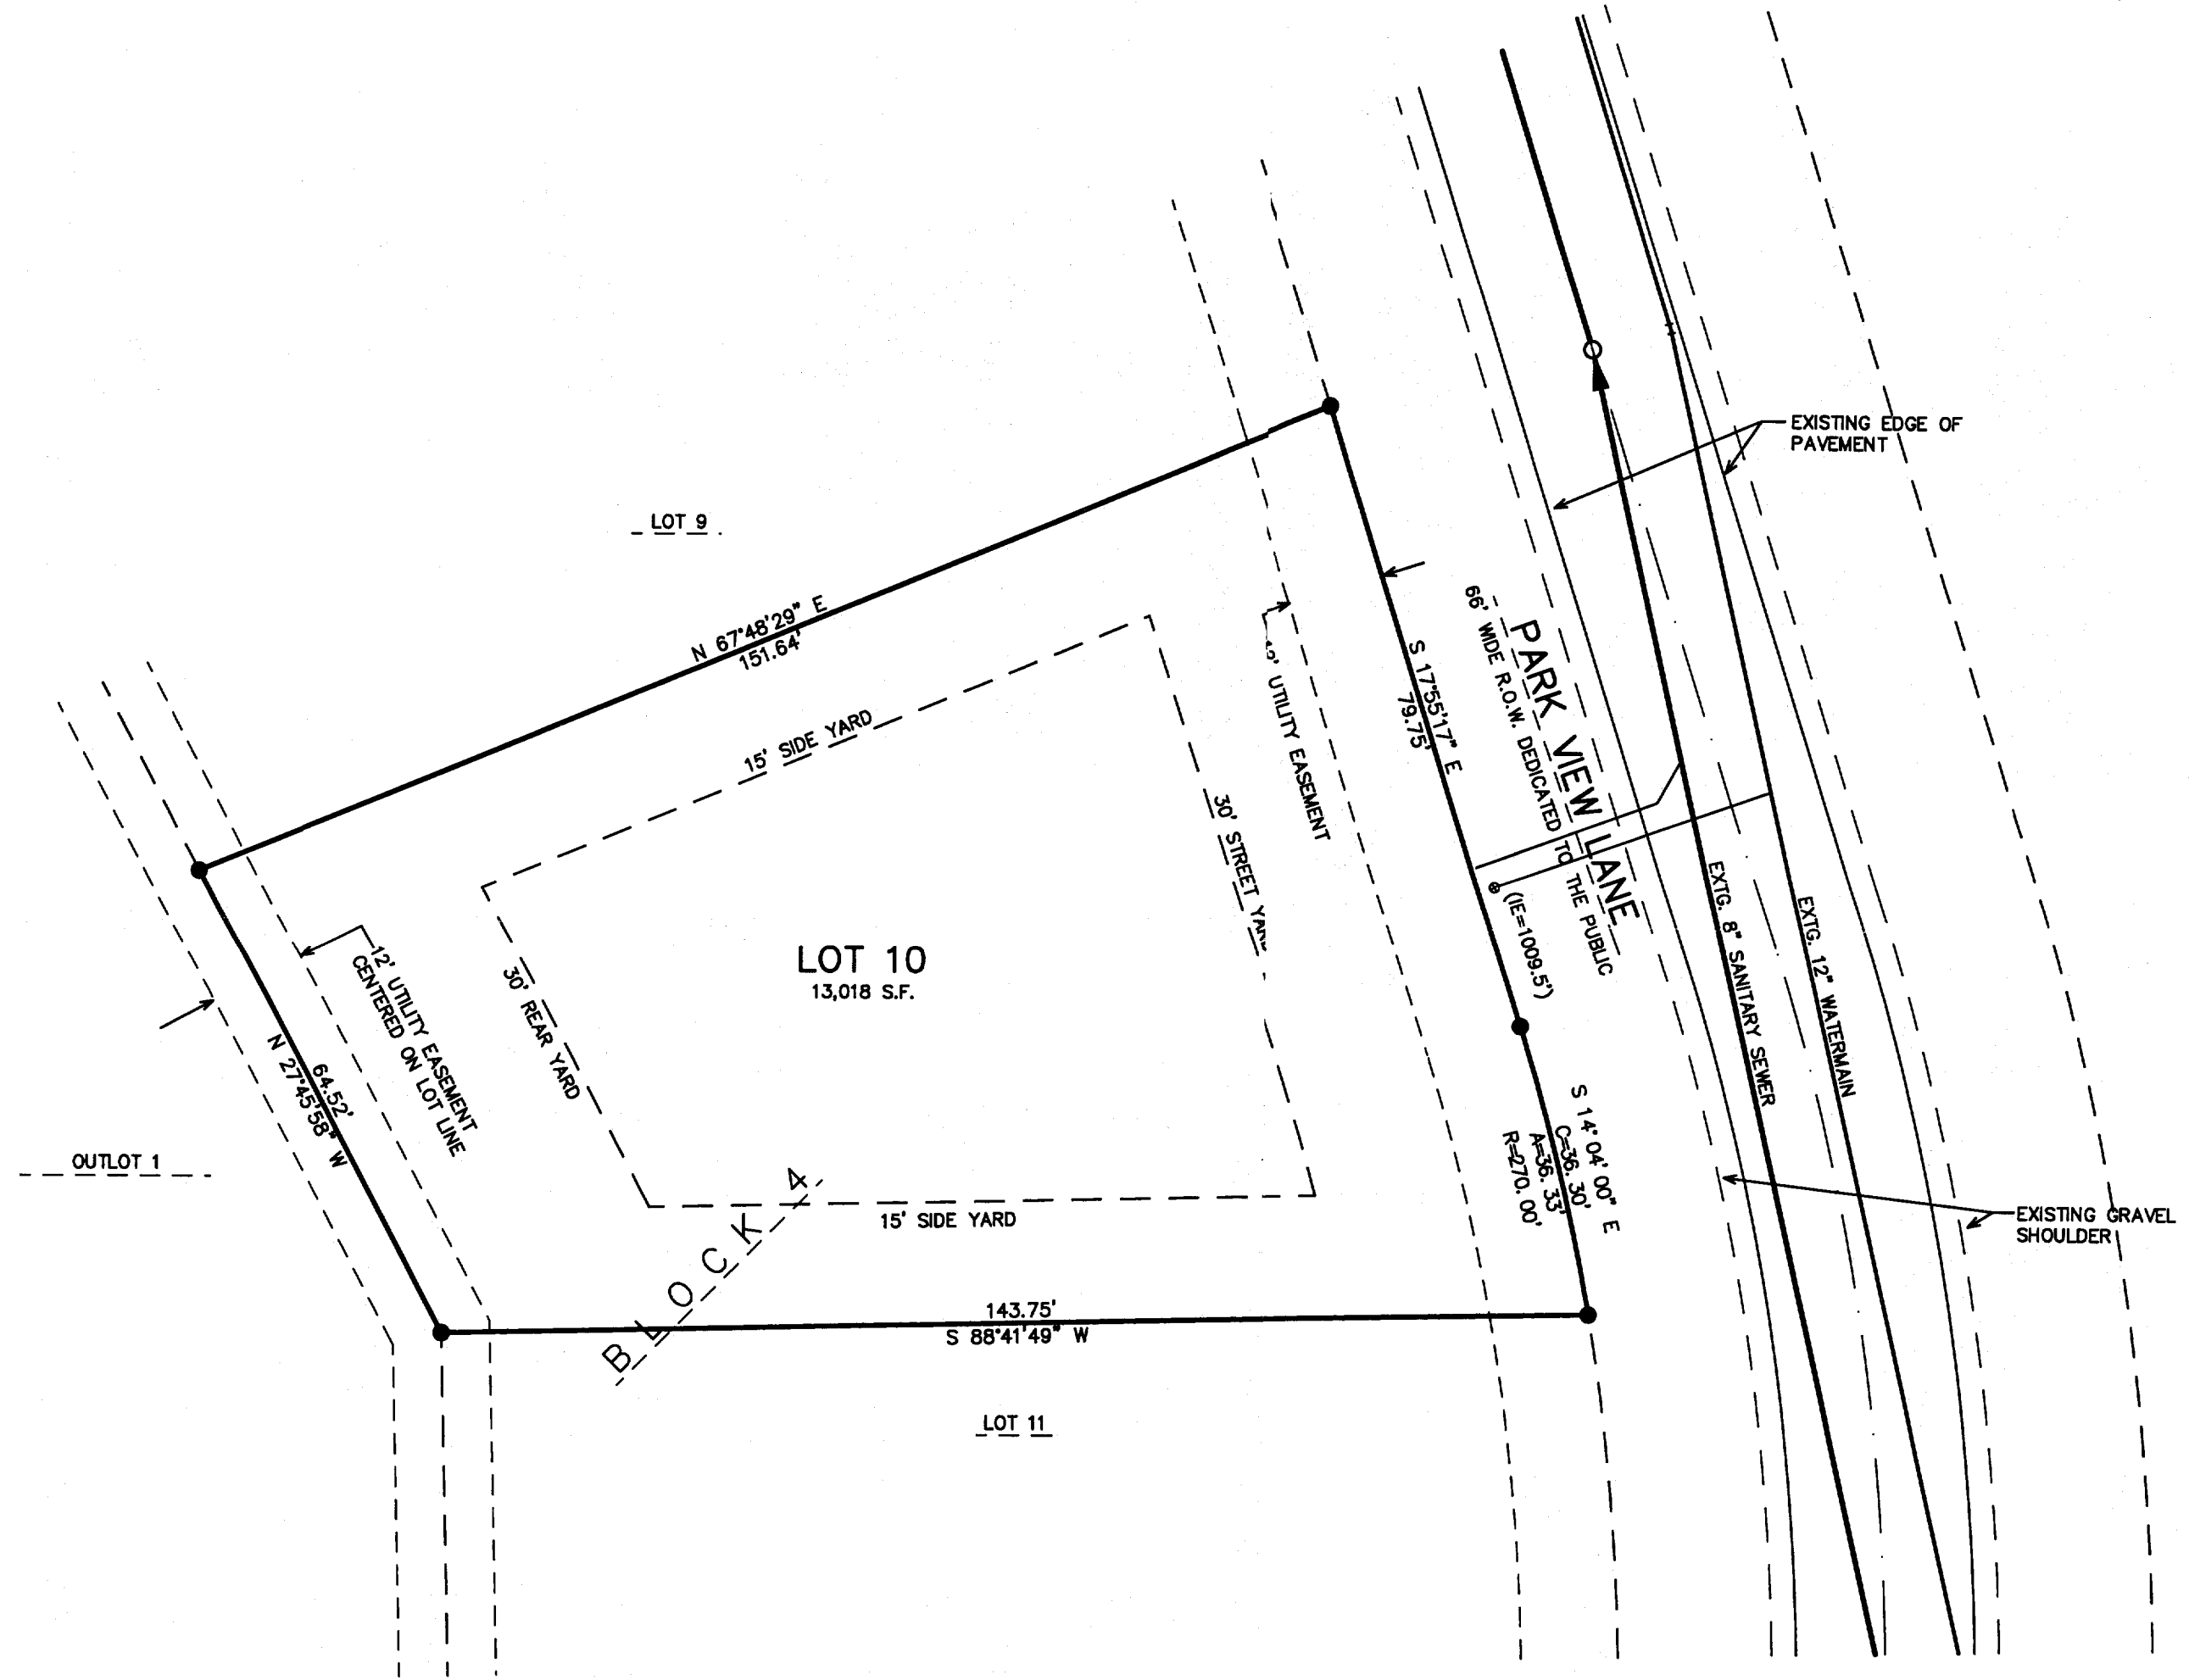 EXISTING EDGE OF
PAVEMENT
LOT 9
N 67°48'29" E
151.64'
15' SIDE YARD
UTILITY EASEMENT
S 17°55'17" E
79.75'
PARK VIEW LANE
66' WIDE R.O.W. DEDICATED TO THE PUBLIC
30' STREET YARD
(IE=1009.5')
EXTG. 8" SANITARY SEWER
EXTG. 12" WATERMAIN
LOT 10
13,018 S.F.
12' UTILITY EASEMENT
CENTERED ON LOT LINE
30' REAR YARD
64.52'
N 27°45'58" W
OUTLOT 1
S 14°04'00" E
C=36.30'
A=36.33'
R=270.00'
15' SIDE YARD
EXISTING GRAVEL
SHOULDER
BLOCK 4
143.75'
S 88°41'49" W
LOT 11